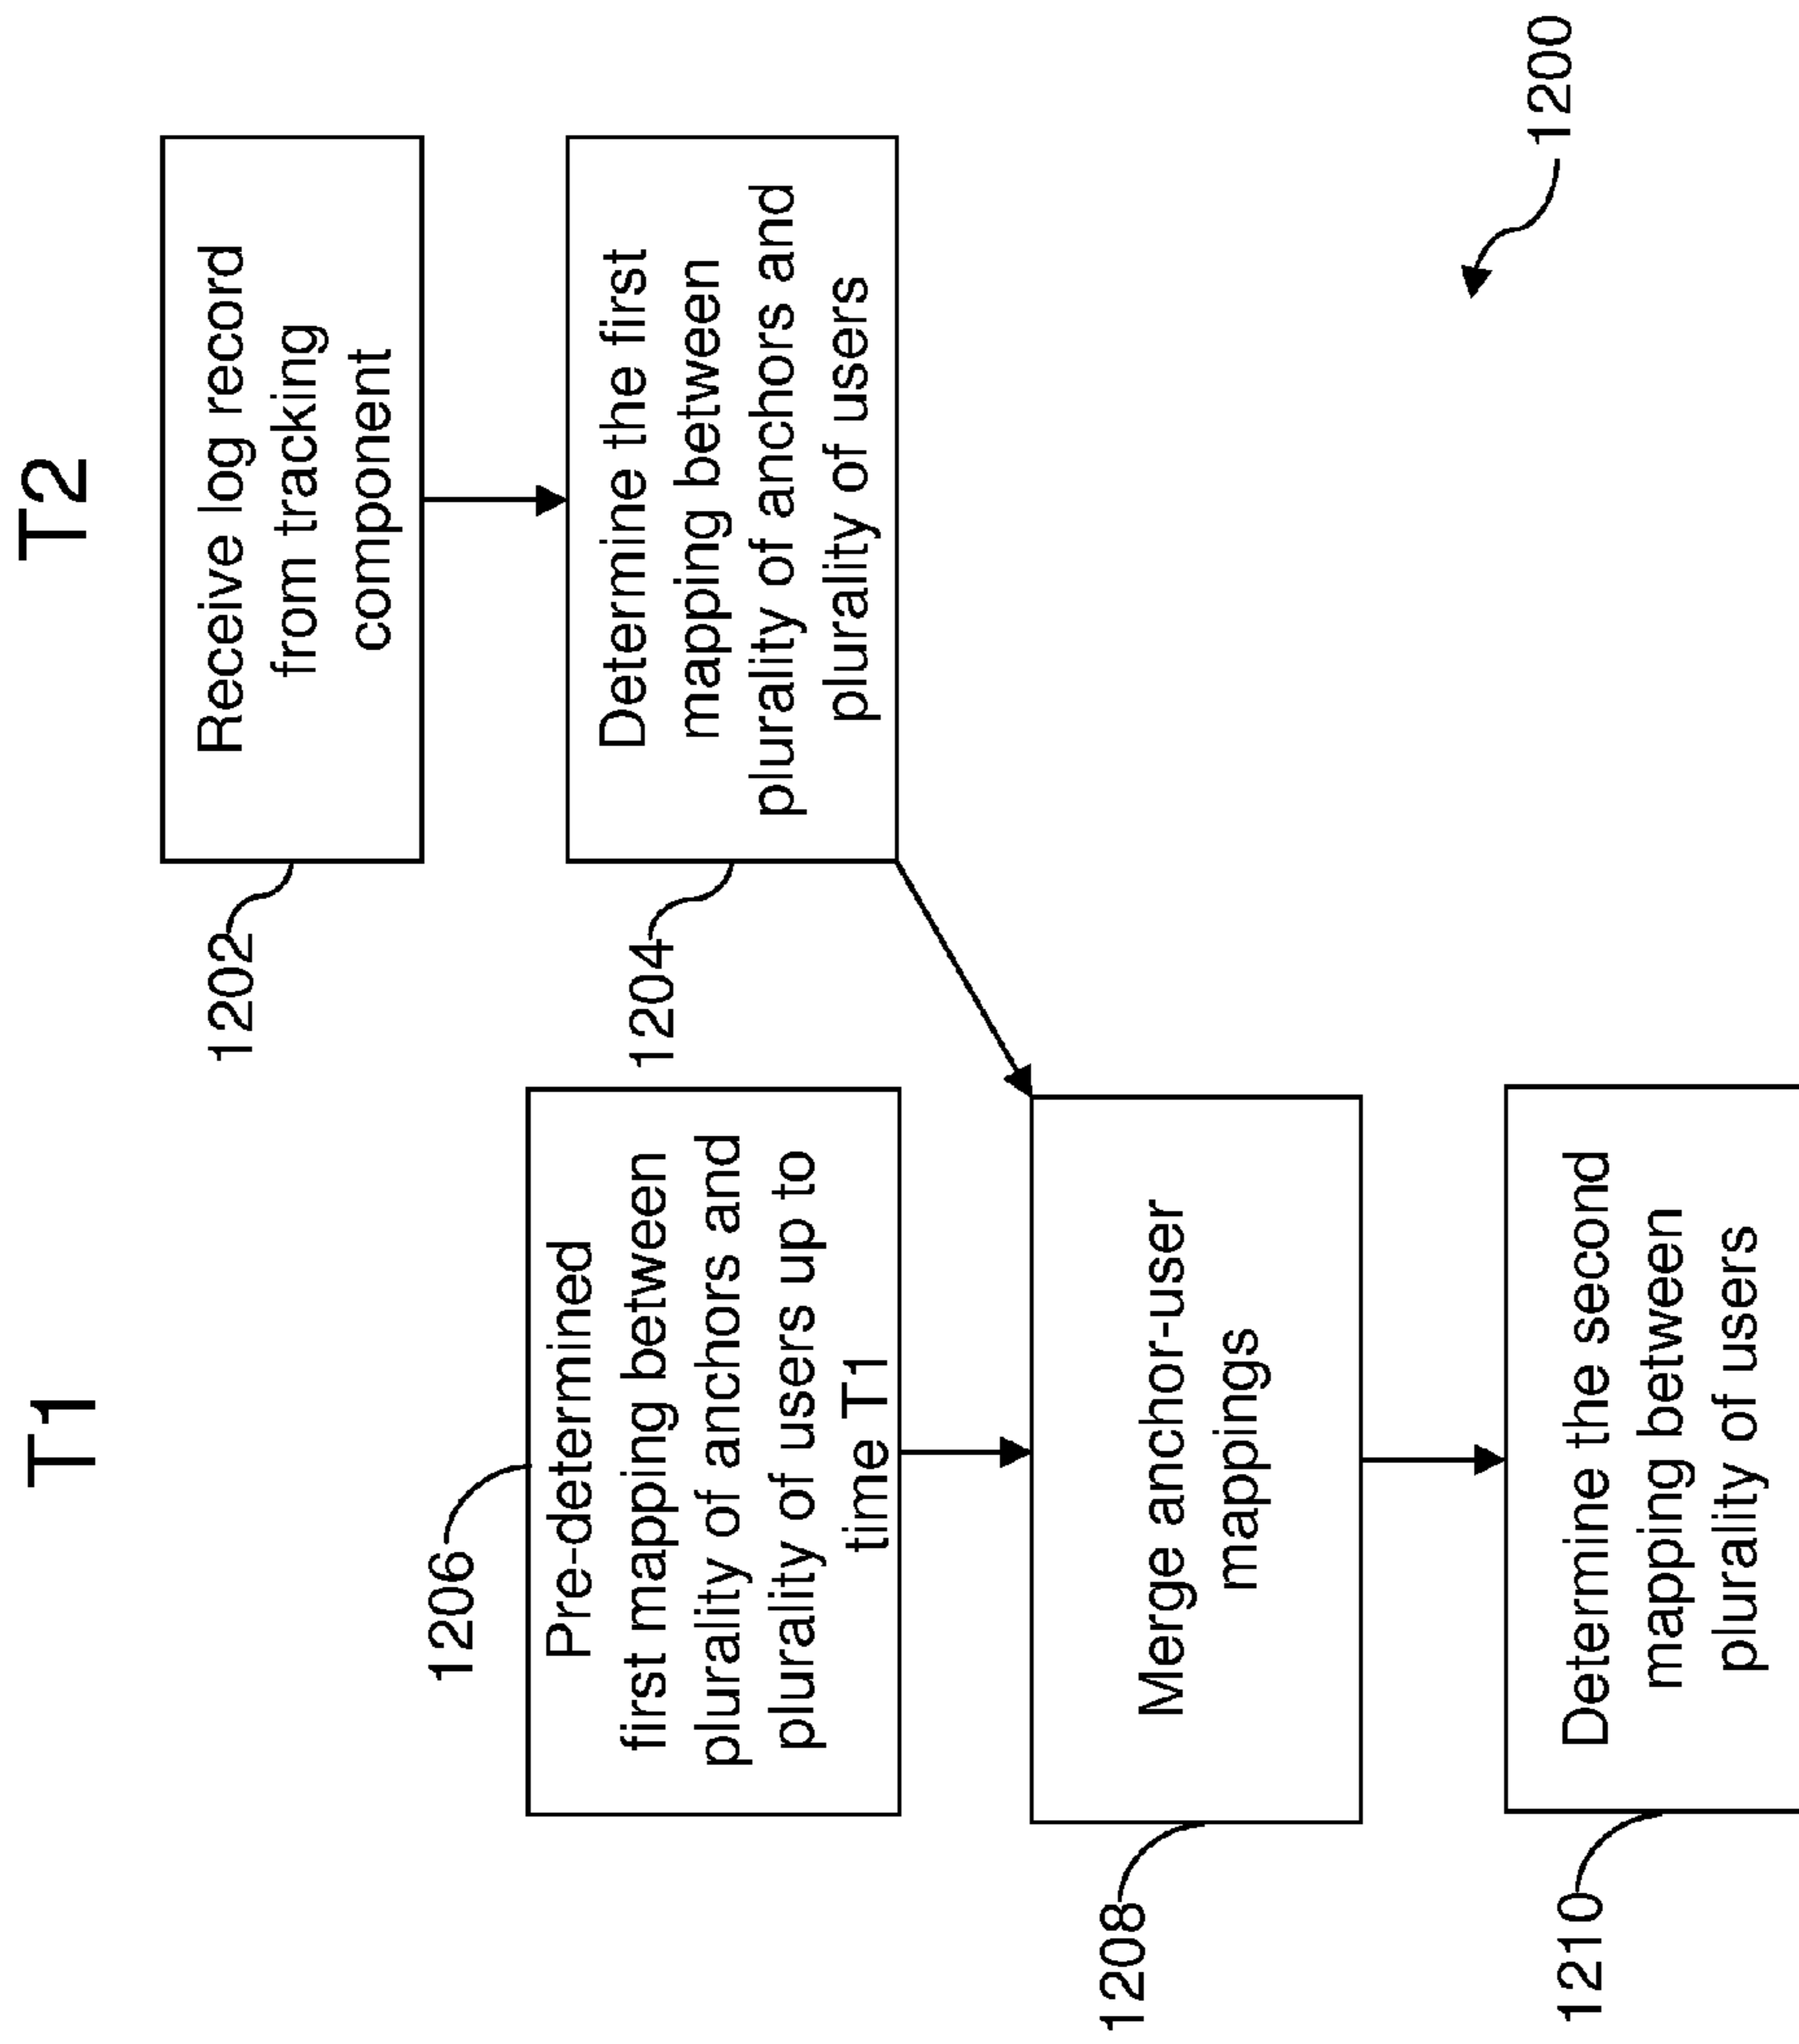 T1
T2
1202
Receive log record
from tracking
component
1204
Determine the first
mapping between
plurality of anchors and
plurality of users
1206
Pre-determined
first mapping between
plurality of anchors and
plurality of users up to
time T1
1208
Merge anchor-user
mappings
1210
Determine the second
mapping between
plurality of users
1200